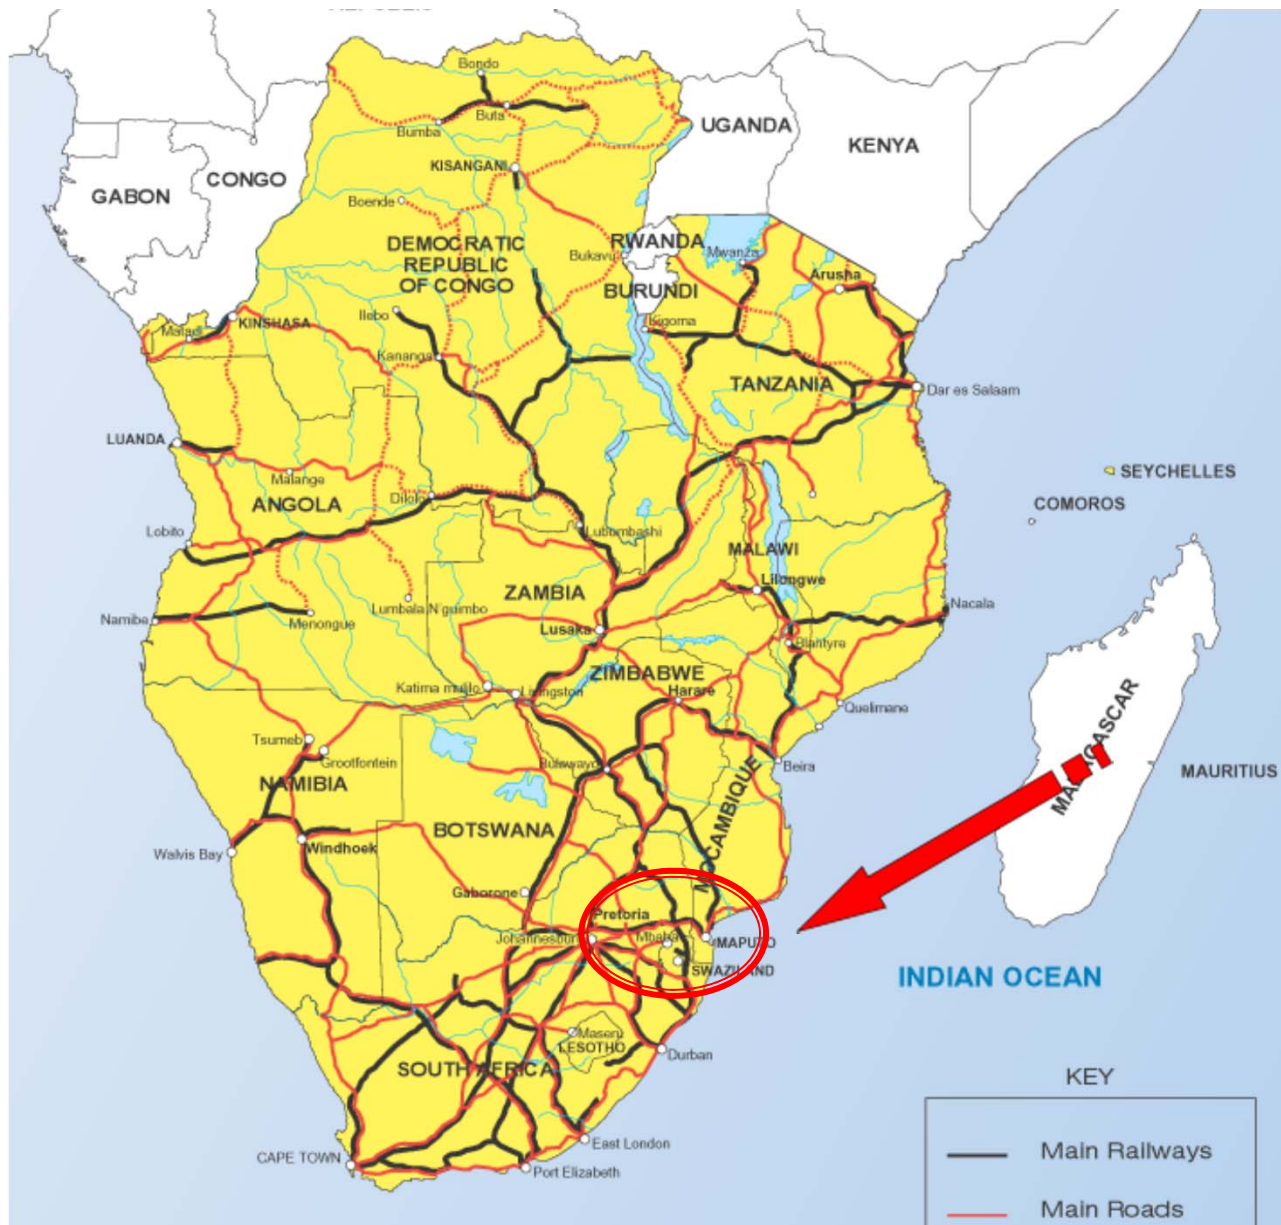 REPUBLIC
Bondo
Buta
Bumba
UGANDA
KENYA
KISANGANI
CONGO
GABON
Boende
DEMOCRATIC
REPUBLIC
OF CONGO
RWANDA
Bukavu
Mwanza
Arusha
BURUNDI
Ilebo
Kigoma
KINSHASA
Matadi
Kananga
TANZANIA
Dar es Salaam
LUANDA
Malange
SEYCHELLES
Dilolo
ANGOLA
COMOROS
Lobito
Lubumbashi
MALAWI
Lilongwe
ZAMBIA
Nacala
Namibe
Menongue
Lumbala N'guimbo
Lusaka
Blantyre
ZIMBABWE
Katima mulilo
Livingston
Harare
Quelimane
MADAGASCAR
Tsumeb
Grootfontein
Bulawayo
Beira
MAURITIUS
NAMIBIA
MOCAMBIQUE
BOTSWANA
Walvis Bay
Windhoek
Gaborone
Pretoria
Johannesburg
MAPUTO
SWAZILAND
INDIAN OCEAN
Maseru
LESOTHO
Durban
SOUTH AFRICA
KEY
East London
Main Railways
CAPE TOWN
Port Elizabeth
Main Roads